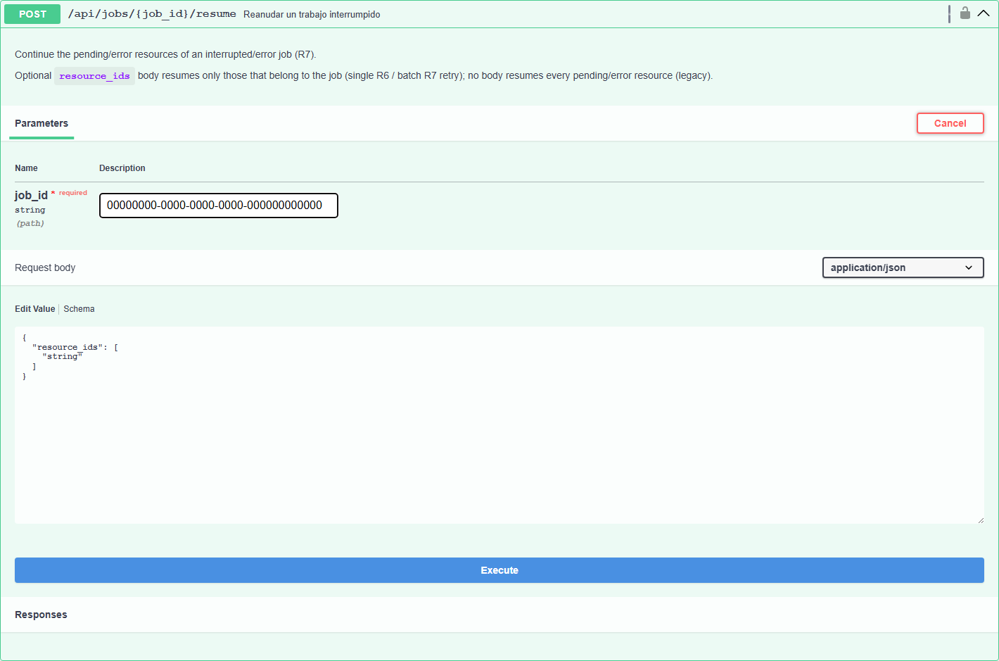 POST /api/jobs/{job_id}/resume Reanudar un trabajo interrumpido
Continue the pending/error resources of an interrupted/error job (R7).
Optional resource_ids body resumes only those that belong to the job (single R6 / batch R7 retry); no body resumes every pending/error resource (legacy).
Parameters
Cancel
Name Description
job_id * required
string
(path)
00000000-0000-0000-0000-000000000000
Request body
application/json
Edit Value Schema
{
  "resource_ids": [
    "string"
  ]
}
Execute
Responses